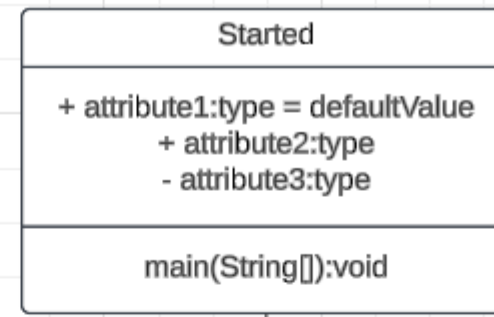 Started
+ attribute1:type = defaultValue
+ attribute2:type
- attribute3:type
main(String[]):void